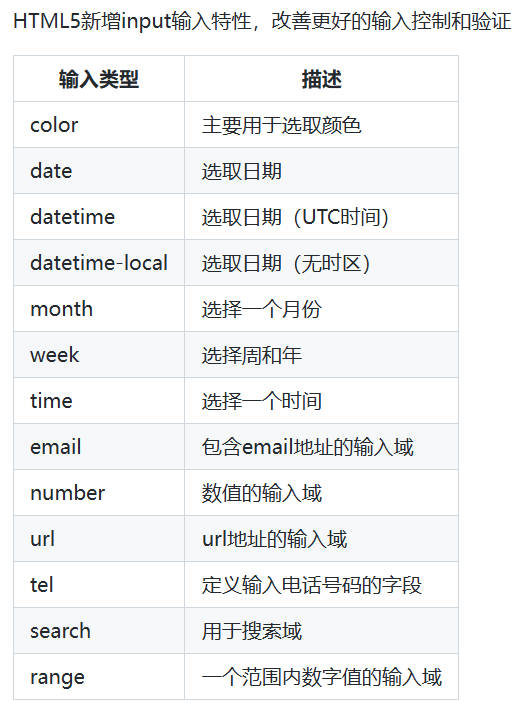 HTML5新增input输入特性，改善更好的输入控制和验证
输入类型 描述
color 主要用于选取颜色
date 选取日期
datetime 选取日期（UTC时间）
datetime-local 选取日期（无时区）
month 选择一个月份
week 选择周和年
time 选择一个时间
email 包含email地址的输入域
number 数值的输入域
url url地址的输入域
tel 定义输入电话号码的字段
search 用于搜索域
range 一个范围内数字值的输入域